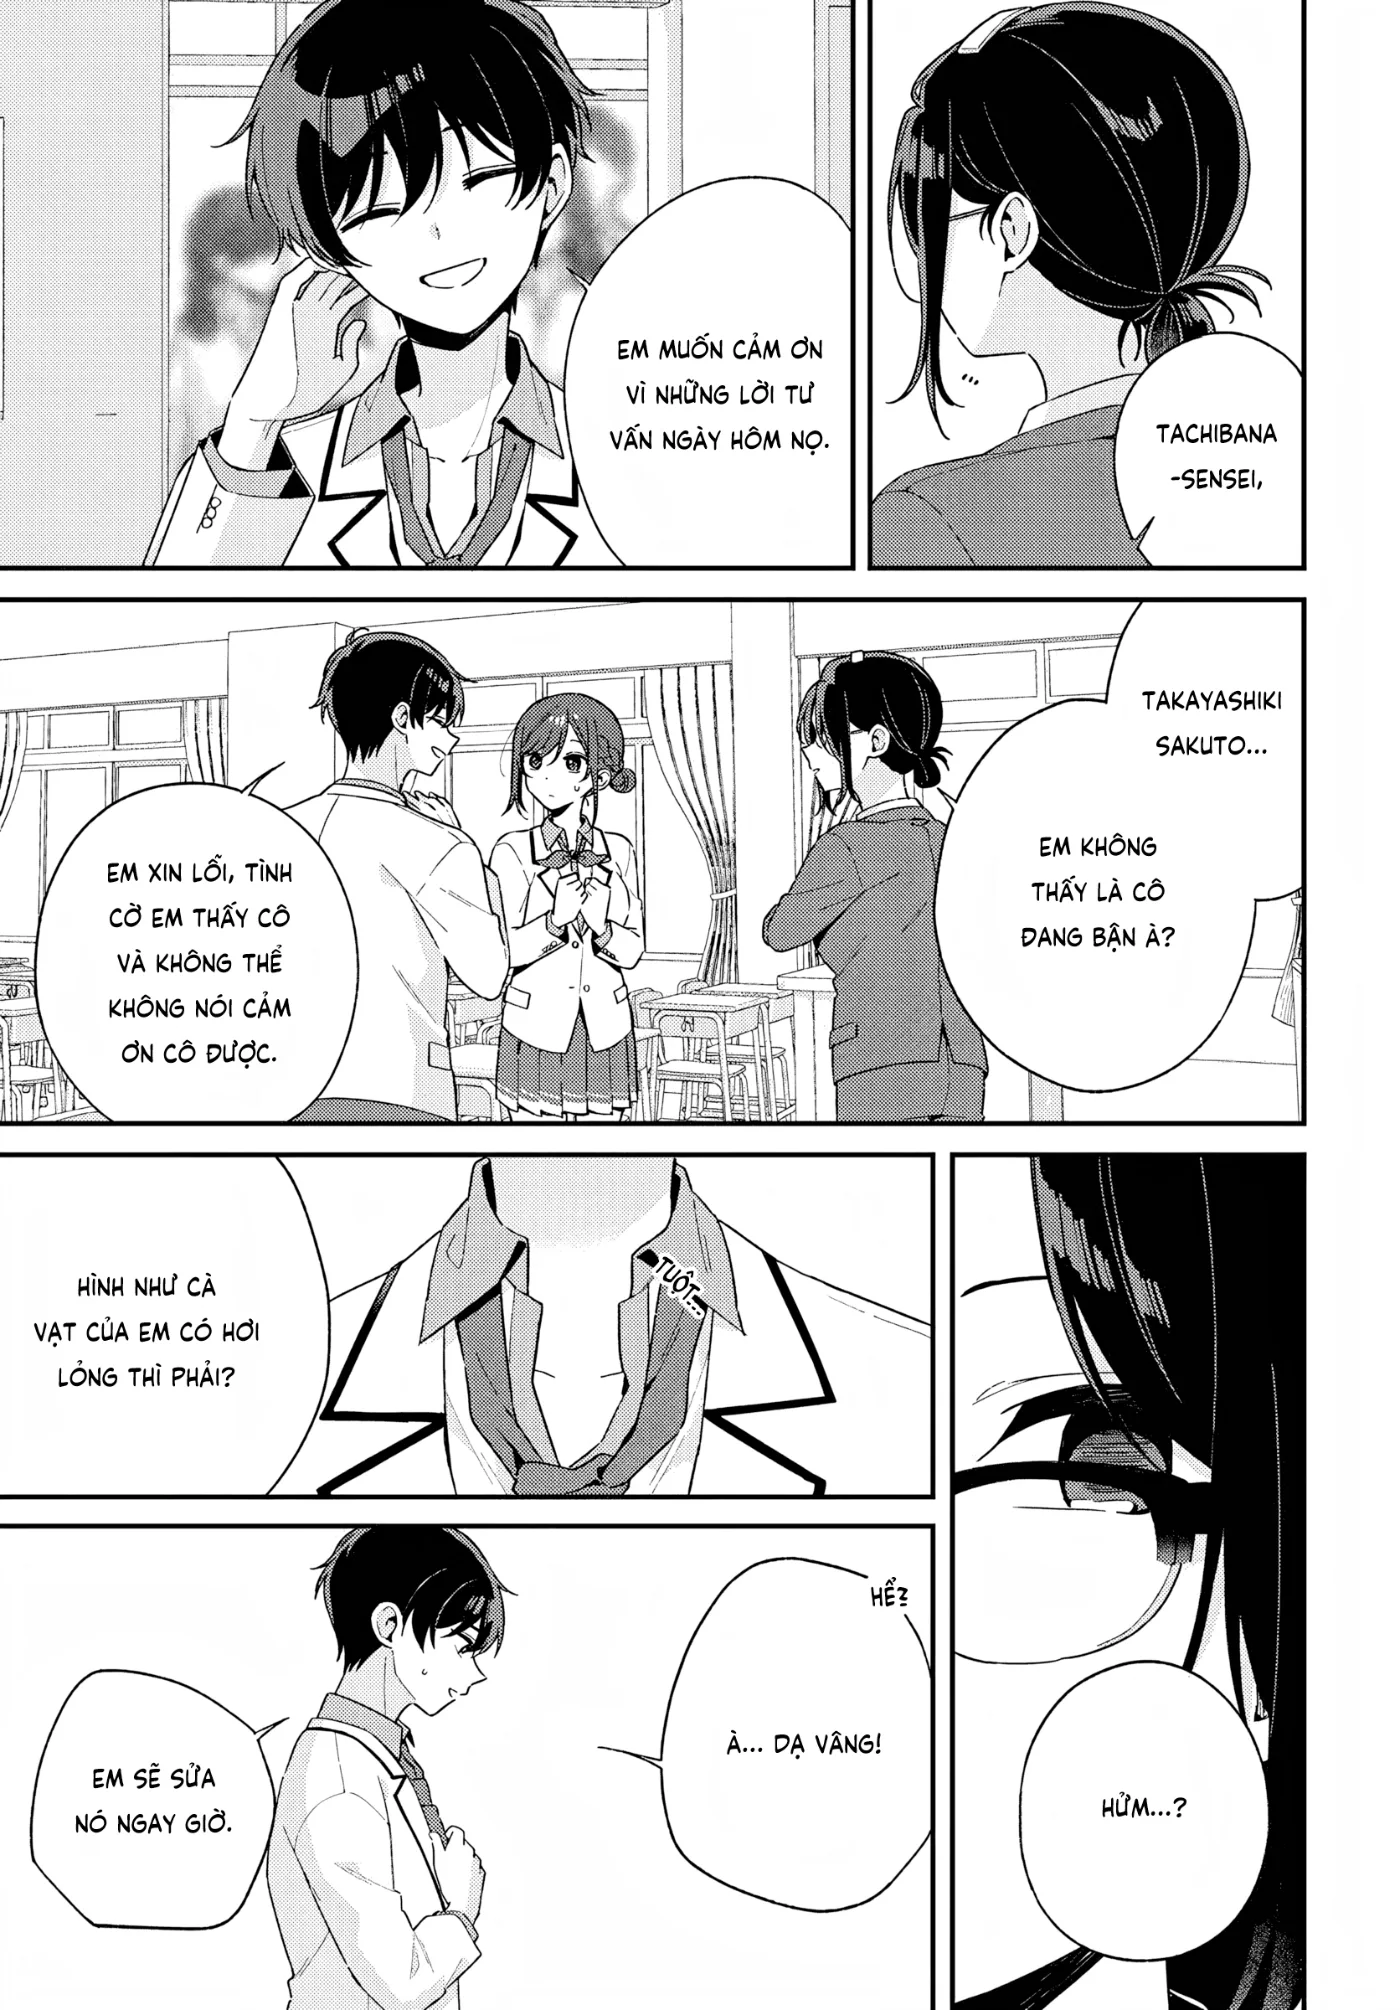 TACHIBANA
-SENSEI,
EM MUỐN CẢM ƠN
VÌ NHỮNG LỜI TƯ
VẤN NGÀY HÔM NỌ.
TAKAYASHIKI
SAKUTO...
EM KHÔNG
THẤY LÀ CÔ
ĐANG BẬN À?
EM XIN LỖI, TÌNH
CỜ EM THẤY CÔ
VÀ KHÔNG THỂ
KHÔNG NÓI CẢM
ƠN CÔ ĐƯỢC.
HỬM...?
TUỘT...
HÌNH NHƯ CÀ
VẠT CỦA EM CÓ HƠI
LỎNG THÌ PHẢI?
HỂ?
À... DẠ VÂNG!
EM SẼ SỬA
NÓ NGAY GIỜ.